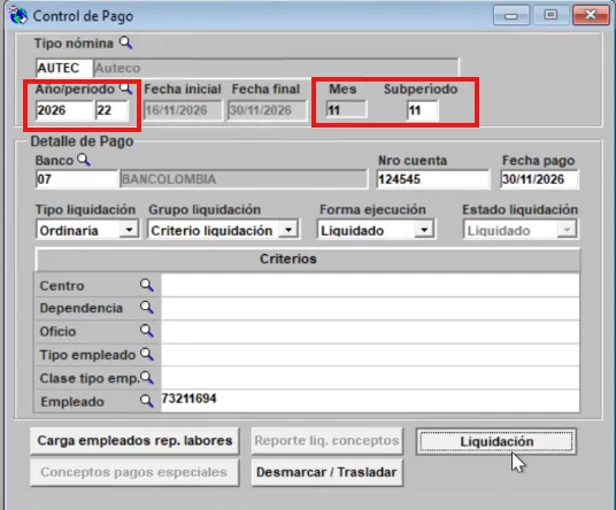 Control de Pago
Tipo nómina
AUTEC Auteco
Año/periodo Fecha inicial Fecha final Mes Subperíodo
2026 22 16/11/2026 30/11/2026 11 11
Detalle de Pago
Banco Nro cuenta Fecha pago
07 BANCOLOMBIA 124545 30/11/2026
Tipo liquidación Grupo liquidación Forma ejecución Estado liquidación
Ordinaria Criterio liquidación Liquidado Liquidado
Criterios
Centro
Dependencia
Oficio
Tipo empleado
Clase tipo emp.
Empleado 73211694
Carga empleados rep. labores Reporte liq. conceptos Liquidación
Conceptos pagos especiales Desmarcar / Trasladar